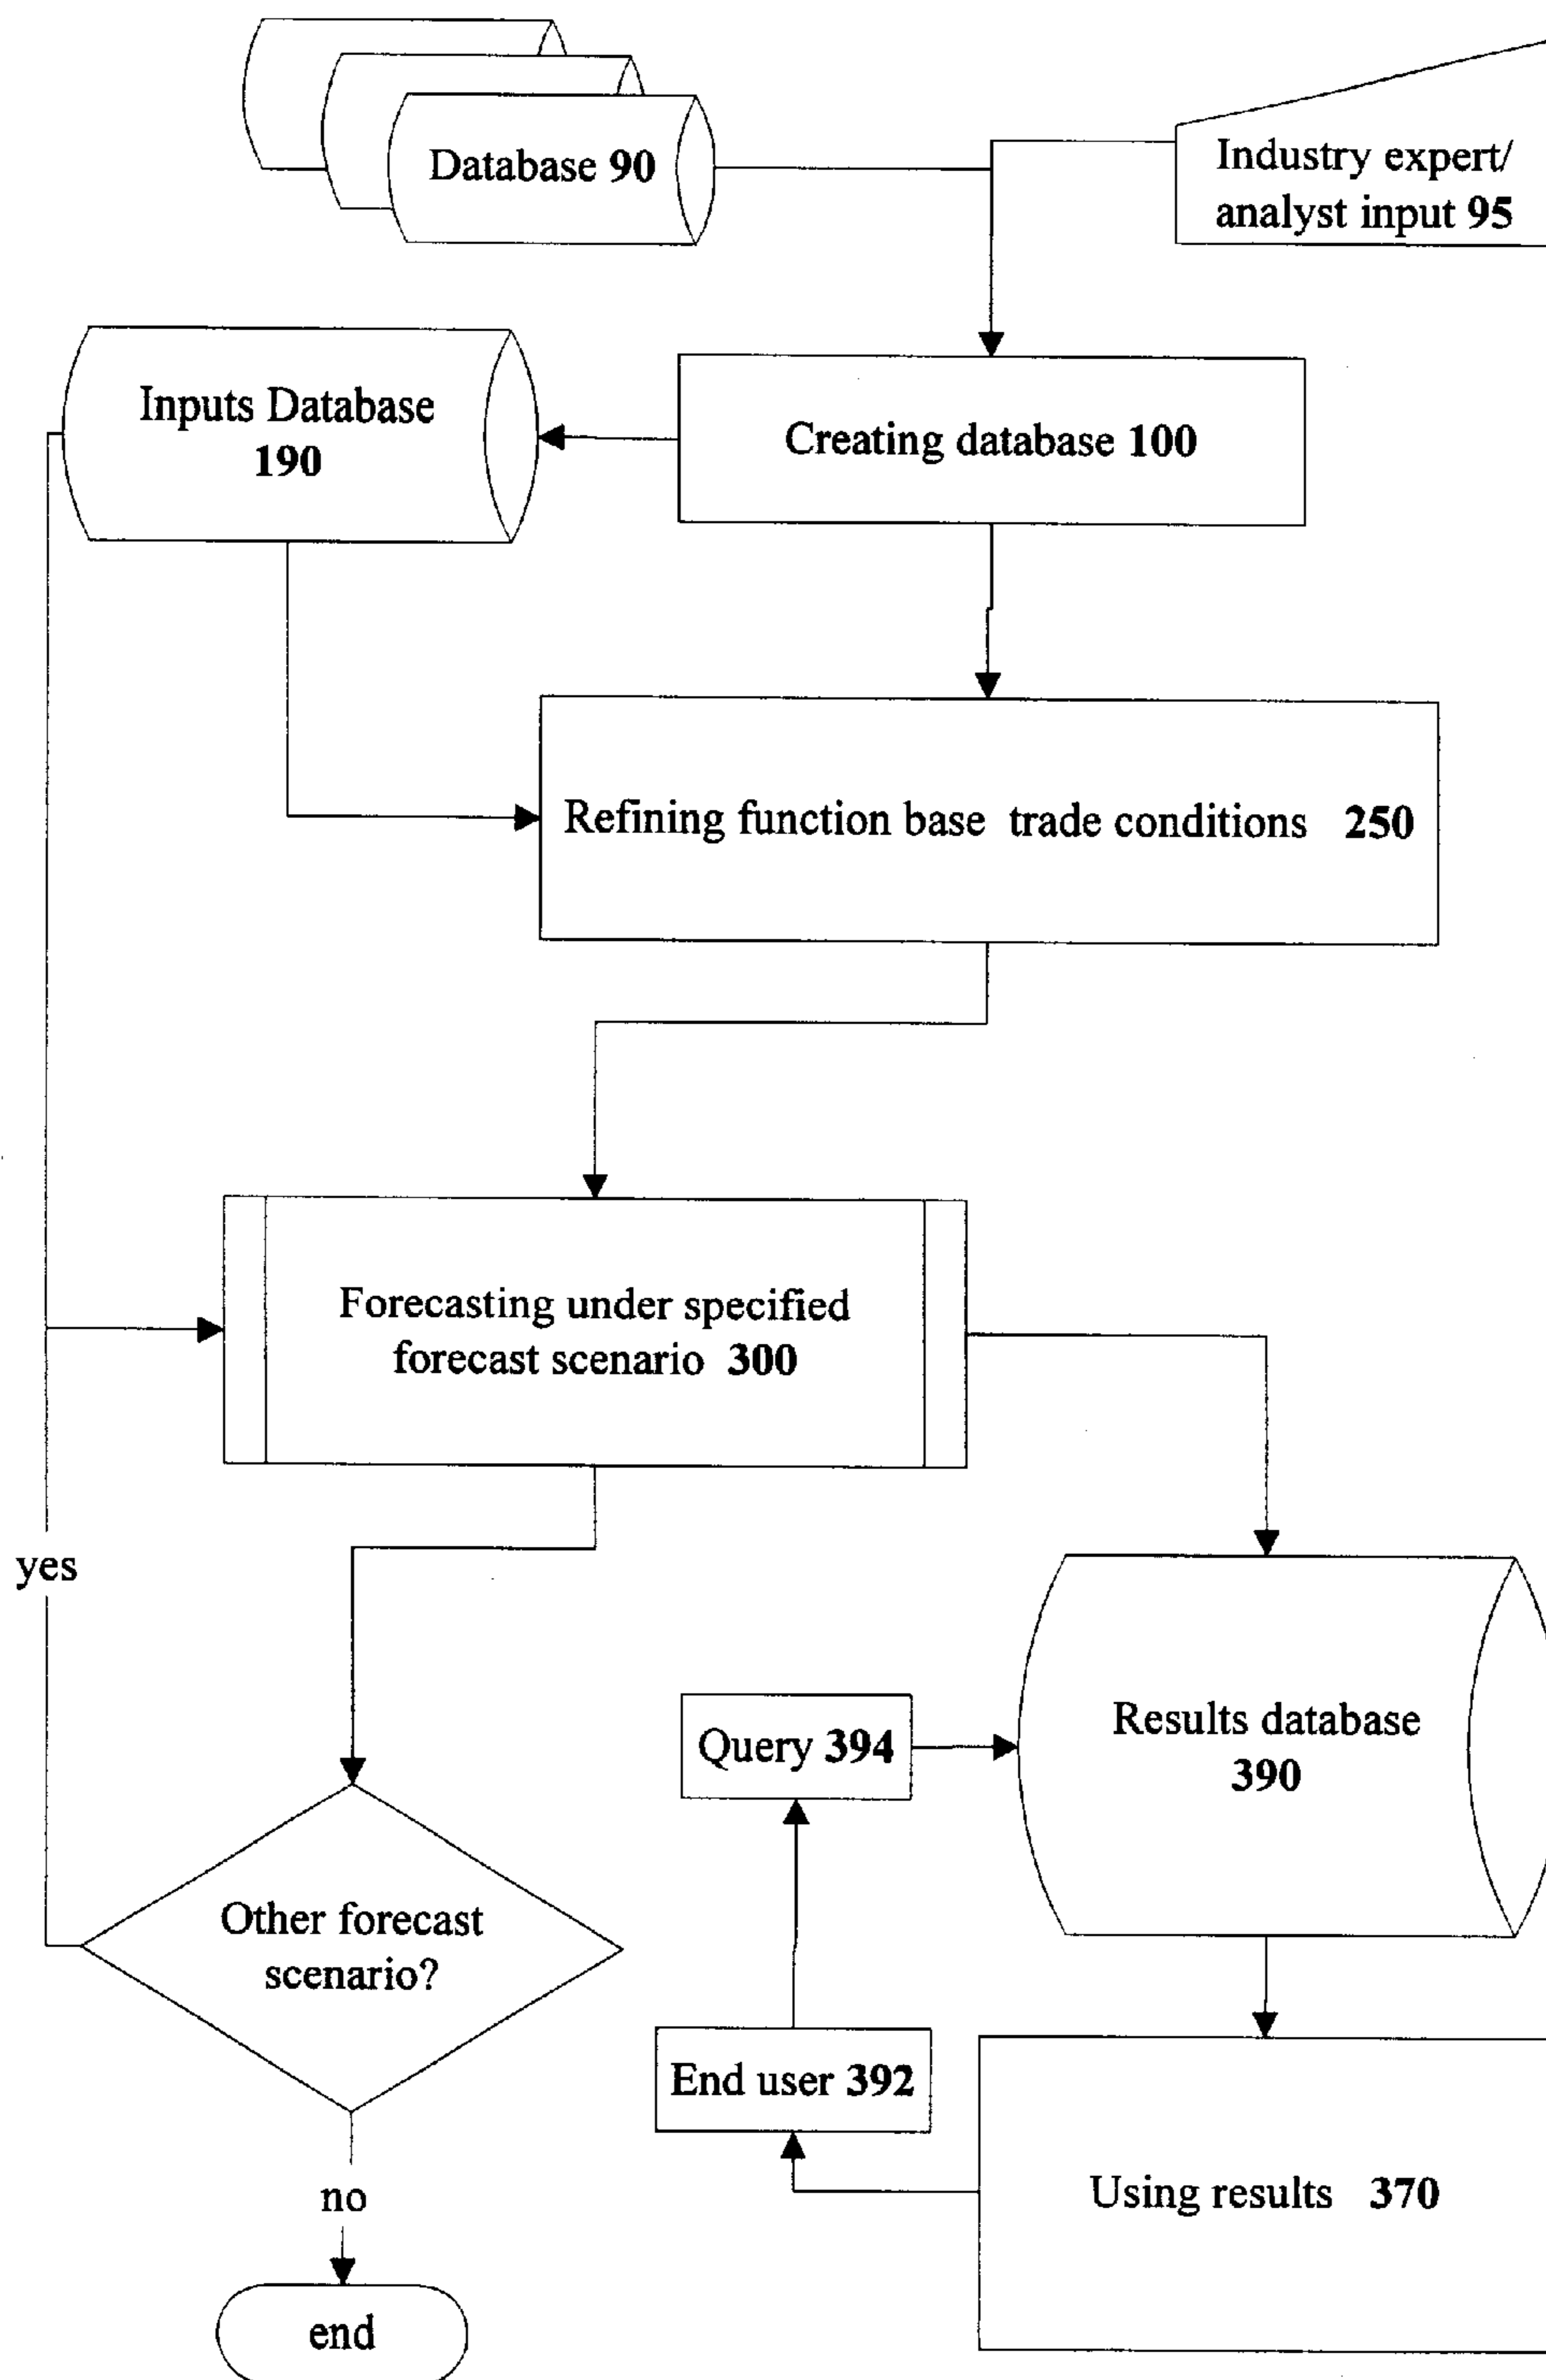 Database 90
Industry expert/
analyst input 95
Inputs Database
190
Creating database 100
Refining function base trade conditions 250
Forecasting under specified
forecast scenario 300
yes
Query 394
Results database
390
Other forecast
scenario?
End user 392
no
Using results 370
end